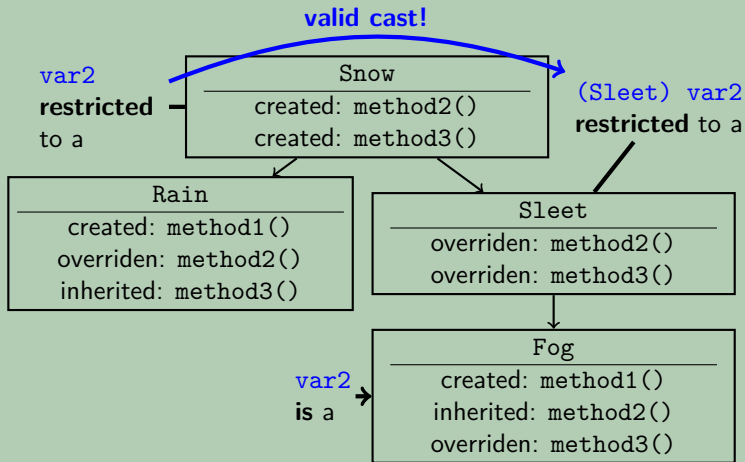 valid cast!
var2
restricted
to a
Snow
created: method2()
created: method3()
(Sleet) var2
restricted to a
Rain
created: method1()
overriden: method2()
inherited: method3()
Sleet
overriden: method2()
overriden: method3()
var2
is a
Fog
created: method1()
inherited: method2()
overriden: method3()